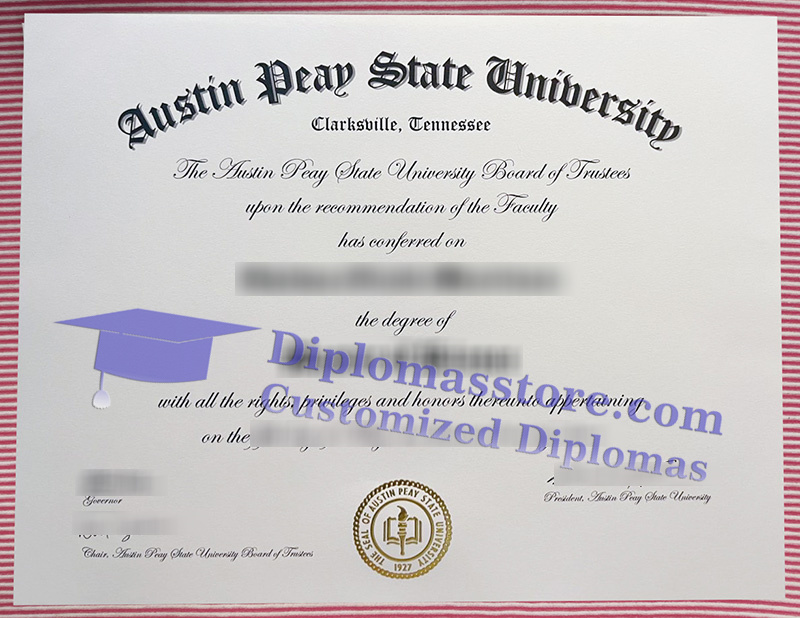 Austin Peay State University
Clarksville, Tennessee
The Austin Peay State University Board of Trustees
upon the recommendation of the Faculty
has conferred on
the degree of
Diplomasstore.com
with all the rights, privileges and honors thereunto appertaining
Customized Diplomas
on the
Governor
President, Austin Peay State University
Chair, Austin Peay State University Board of Trustees
THE SEAL OF AUSTIN PEAY STATE UNIVERSITY
1927